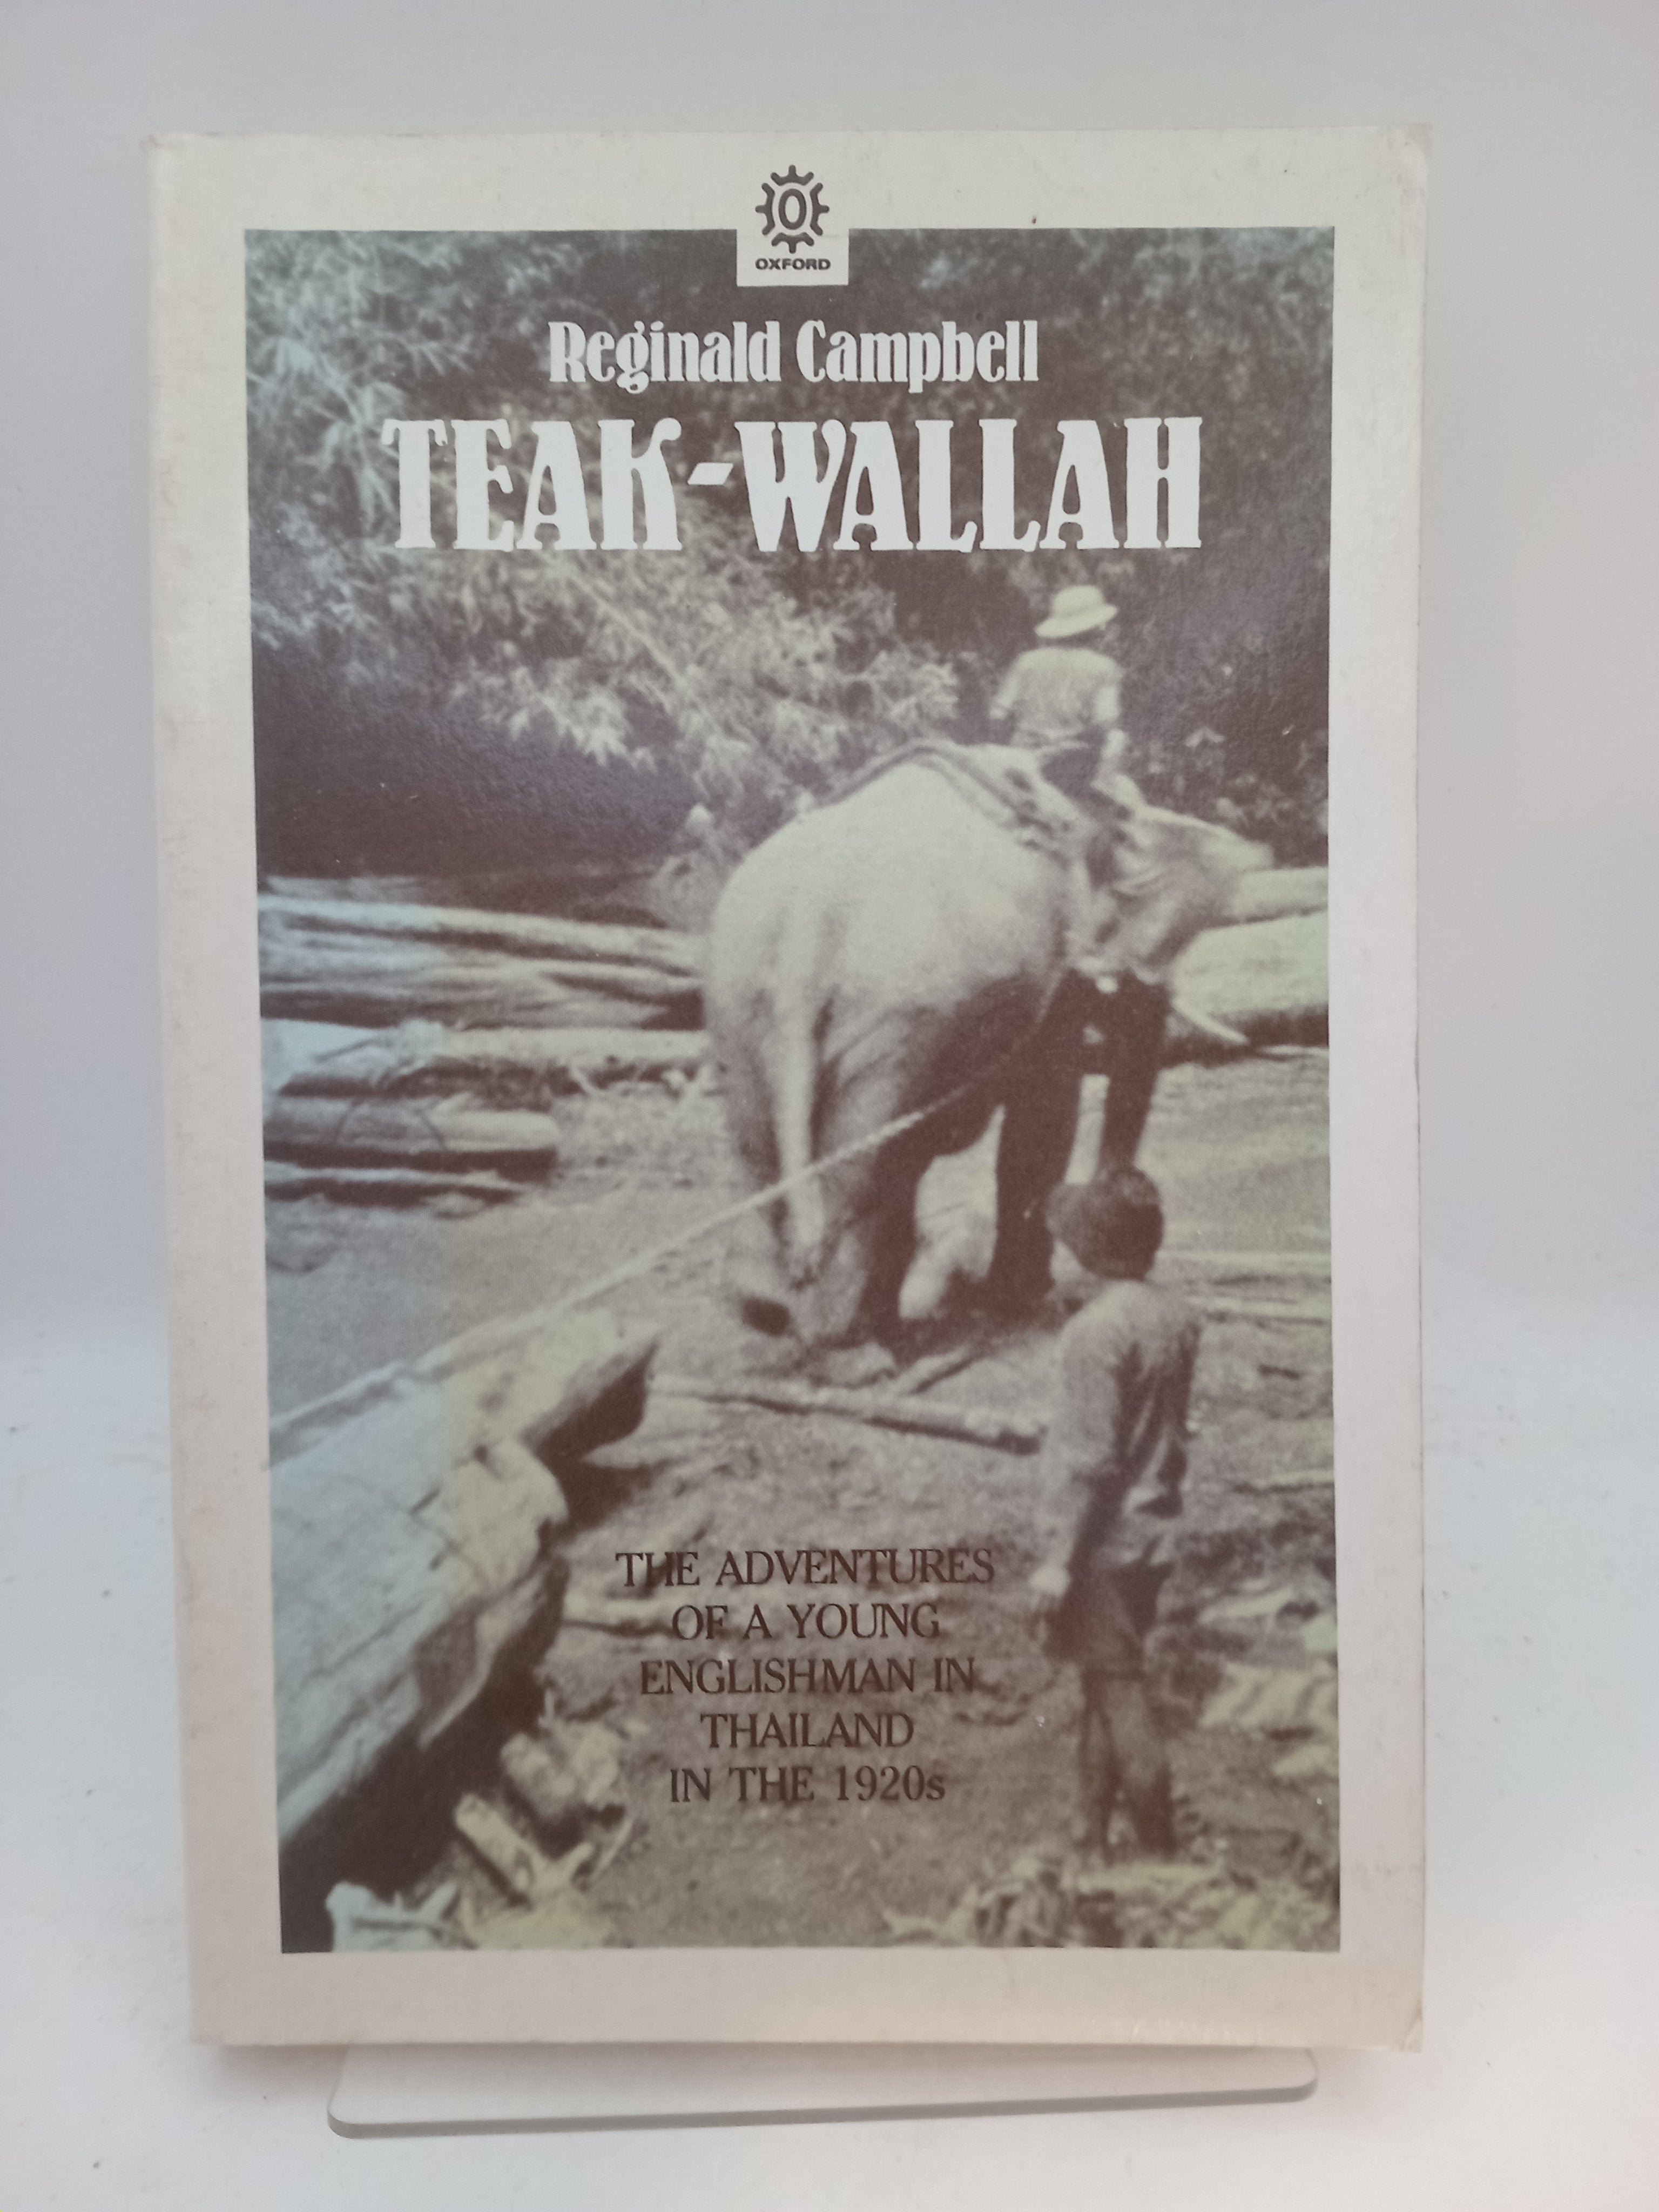 O
OXFORD
Reginald Campbell
TEAK-WALLAH
THE ADVENTURES
OF A YOUNG
ENGLISHMAN IN
THAILAND
IN THE 1920s